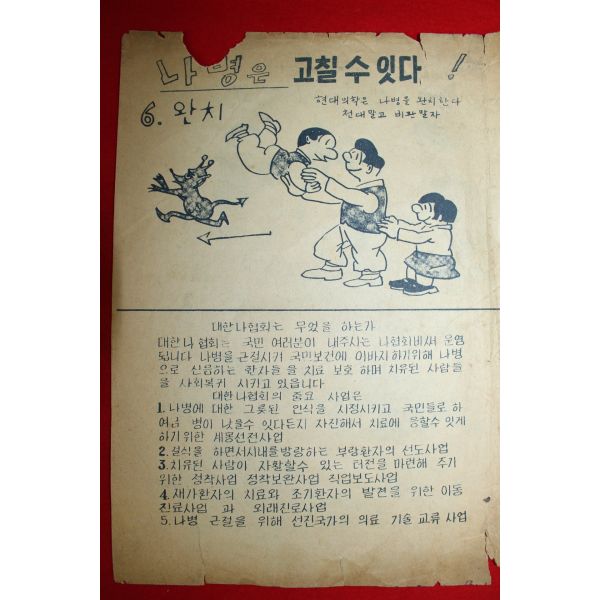 나병은 고칠수 잇다 !
6. 완치
현대의학은 나병을 완치한다
천대말고 비관말자
대한나협회는 무엇을 하는가
대한나협회는 국민 여러분이 내주시는 나협회비로서 운영
됩니다 나병을 근절시키 국민보건에 이바지하기위해 나병
으로 신음하는 환자들을 치료 보호 하며 치유된 사람들
을 사회복귀 시키고 있읍니다
대한나협회의 중요 사업은
1. 나병에 대한 그릇된 인식을 시정시키고 국민들로 하
여금 병이 났을수 있다든지 자진해서 치료에 응할수 잇게
하기위한 계몽선전사업
2. 걸식을 하면서시내를방랑하는 부랑환자의 선도사업
3. 치유된 사람이 자활할수 있는 터전을 마련해 주기
위한 정착사업 정착보완사업 직업보도사업
4. 재가환자의 치료와 조기환자의 발견을 위한 이동
진료사업 과 외래진료사업
5. 나병 근절을 위해 선진국가의 의료 기술 교류 사업